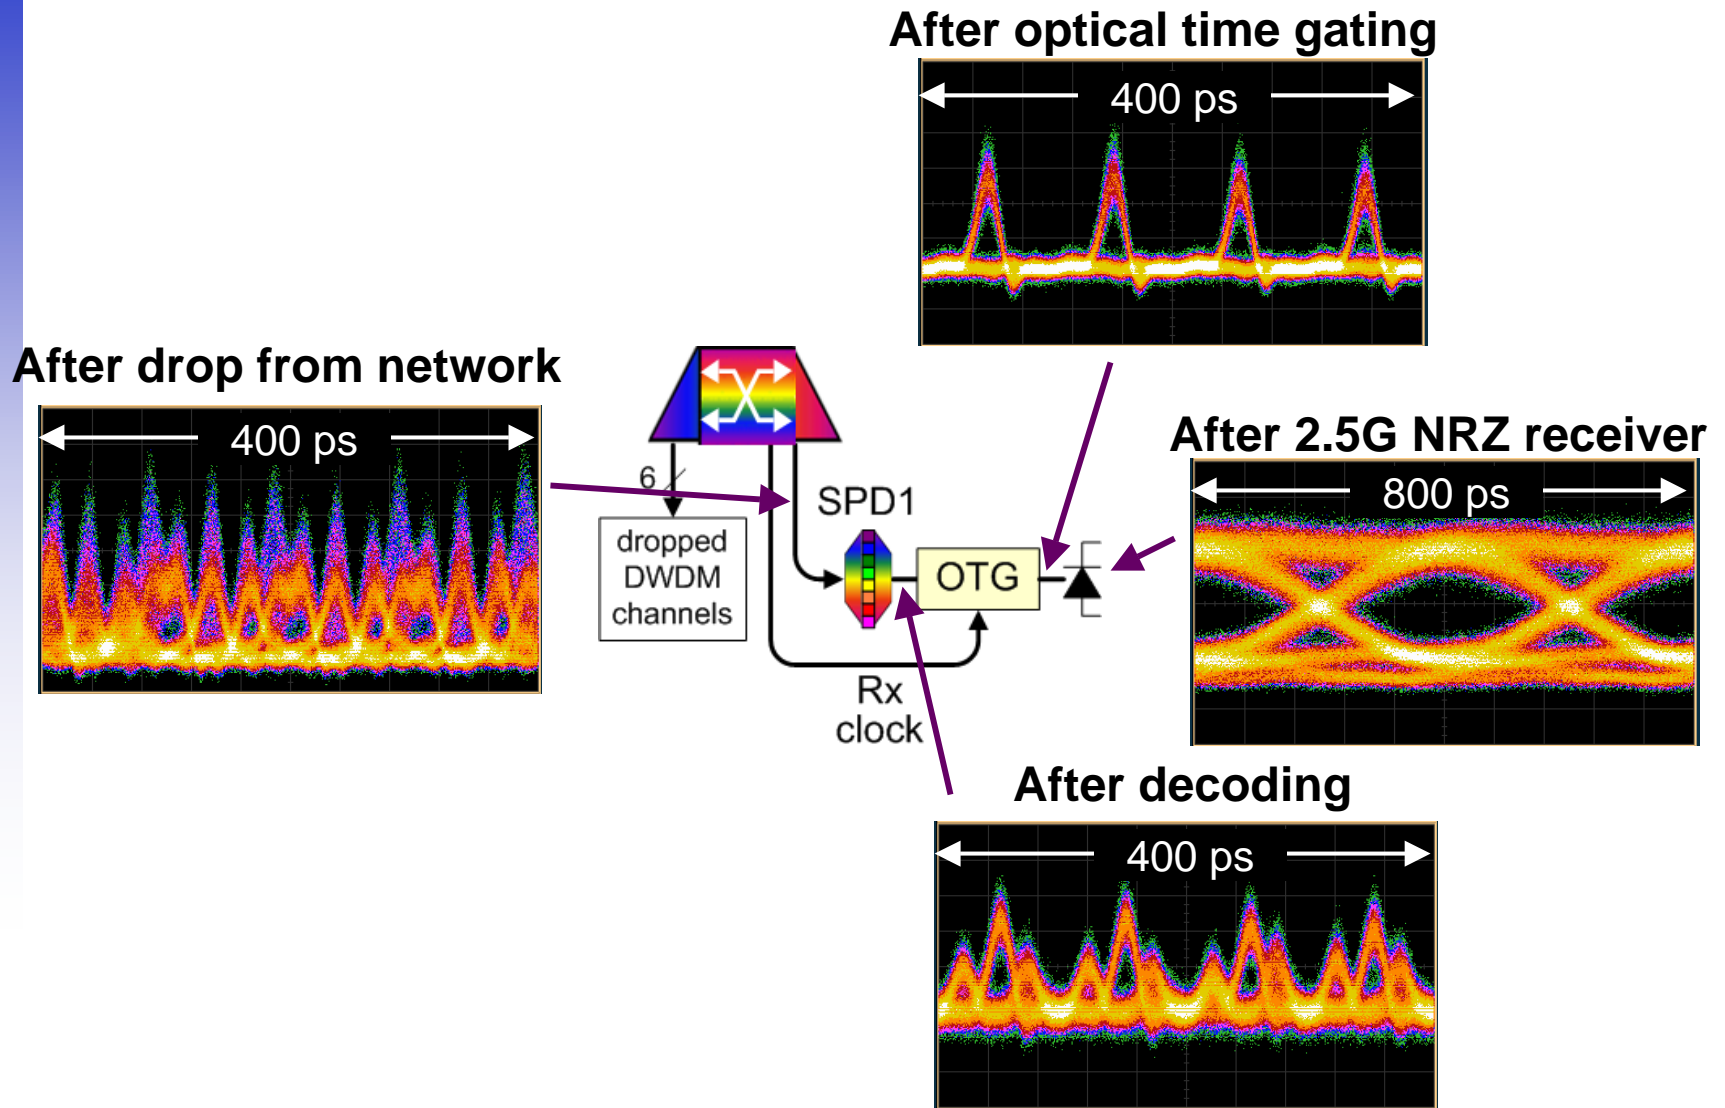 After optical time gating
400 ps
After drop from network
400 ps
6
SPD1
dropped
DWDM
channels
OTG
Rx
clock
After 2.5G NRZ receiver
800 ps
After decoding
400 ps